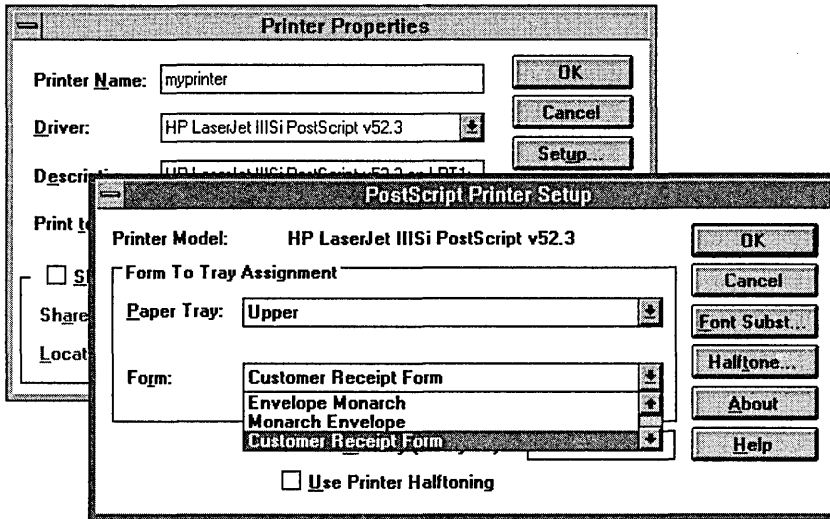 Printer Properties
Printer Name: myprinter
OK
Driver: HP LaserJet IIISi PostScript v52.3
Cancel
Setup...
PostScript Printer Setup
Print
Printer Model: HP LaserJet IIISi PostScript v52.3
OK
Form To Tray Assignment
Cancel
Paper Tray: Upper
Font Subst...
Form: Customer Receipt Form
Halftone...
Envelope Monarch
Monarch Envelope
Customer Receipt Form
About
Help
Use Printer Halftoning